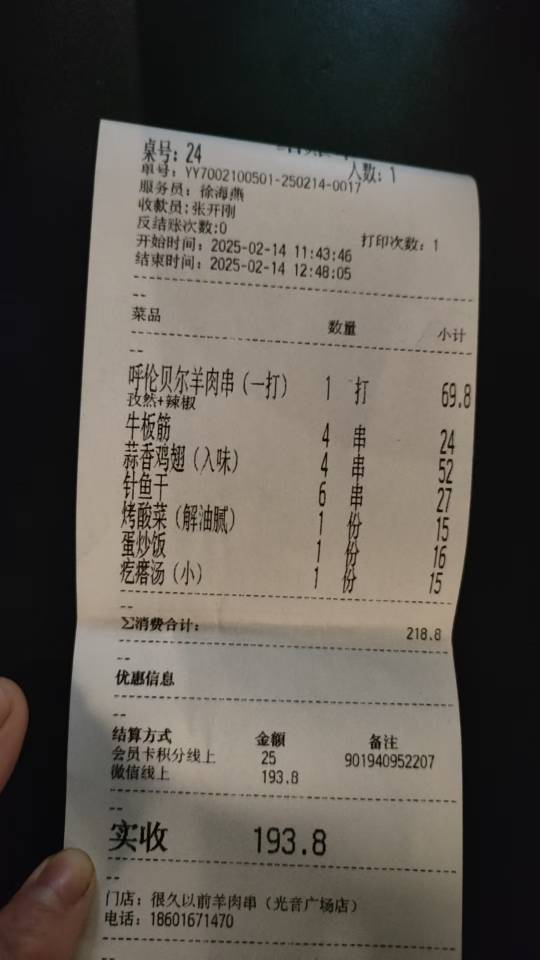 桌号：24 人数：1
单号：YY7002100501-250214-0017
服务员：徐海燕
收款员：张开刚
反结账次数:0 打印次数：1
开始时间：2025-02-14 11:43:46
结束时间：2025-02-14 12:48:05
--
菜品 数量 小计
--
呼伦贝尔羊肉串（一打） 1 打 69.8
孜然+辣椒
牛板筋 4 串 24
蒜香鸡翅（入味） 4 串 52
针鱼干 6 串 27
烤酸菜（解油腻） 1 份 15
蛋炒饭 1 份 16
疙瘩汤（小） 1 份 15
--
∑消费合计： 218.8
--
优惠信息
--
结算方式 金额 备注
会员卡积分线上 25 901940952207
微信线上 193.8
--
实收 193.8
--
门店：很久以前羊肉串（光音广场店）
电话：18601671470
--